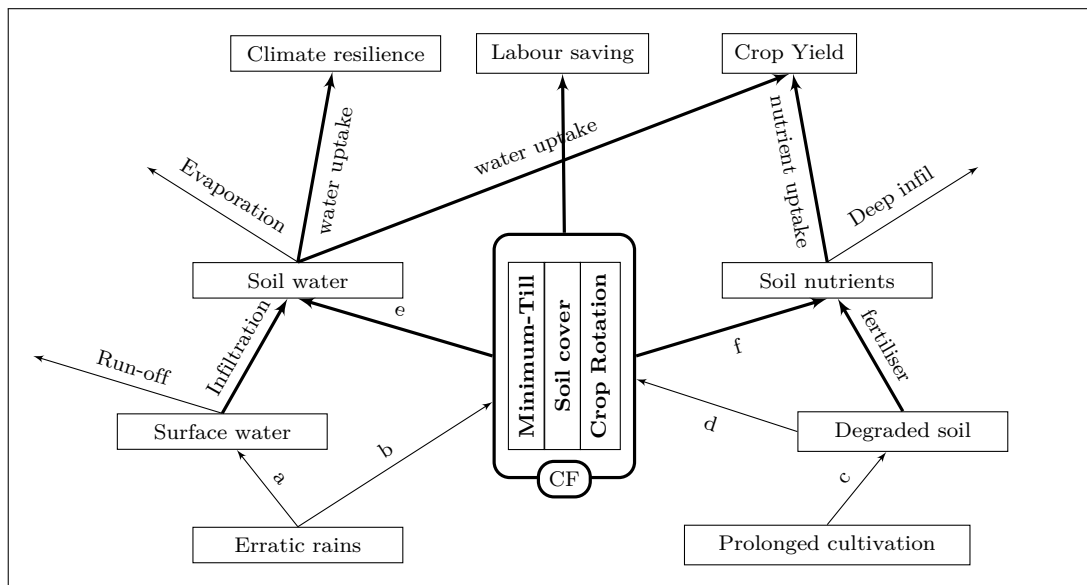 Climate resilience
Labour saving
Crop Yield
water uptake
water uptake
nutrient uptake
Evaporation
Deep infil
Soil water
Soil nutrients
Minimum-Till
Soil cover
Crop Rotation
e
f
Infiltration
fertiliser
Run-off
Surface water
Degraded soil
b
d
a
c
CF
Erratic rains
Prolonged cultivation